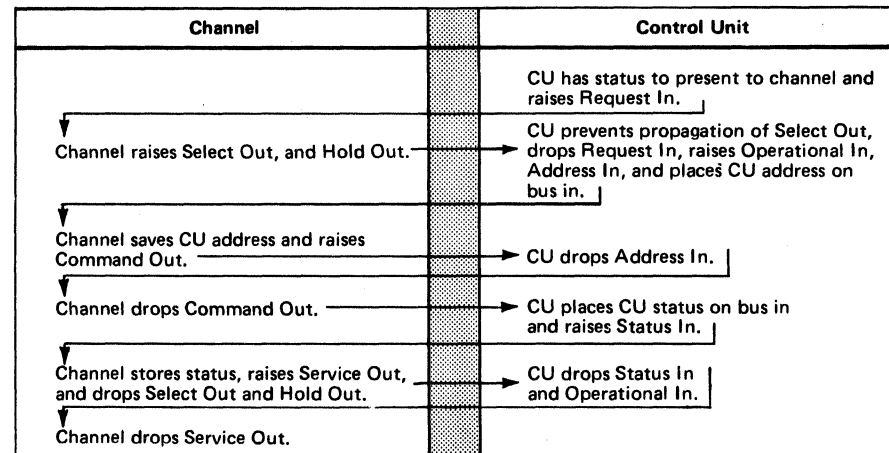 Channel
Control Unit
CU has status to present to channel and
raises Request In.
Channel raises Select Out, and Hold Out.
CU prevents propagation of Select Out,
drops Request In, raises Operational In,
Address In, and places CU address on
bus in.
Channel saves CU address and raises
Command Out.
CU drops Address In.
Channel drops Command Out.
CU places CU status on bus in
and raises Status In.
Channel stores status, raises Service Out,
and drops Select Out and Hold Out.
CU drops Status In
and Operational In.
Channel drops Service Out.